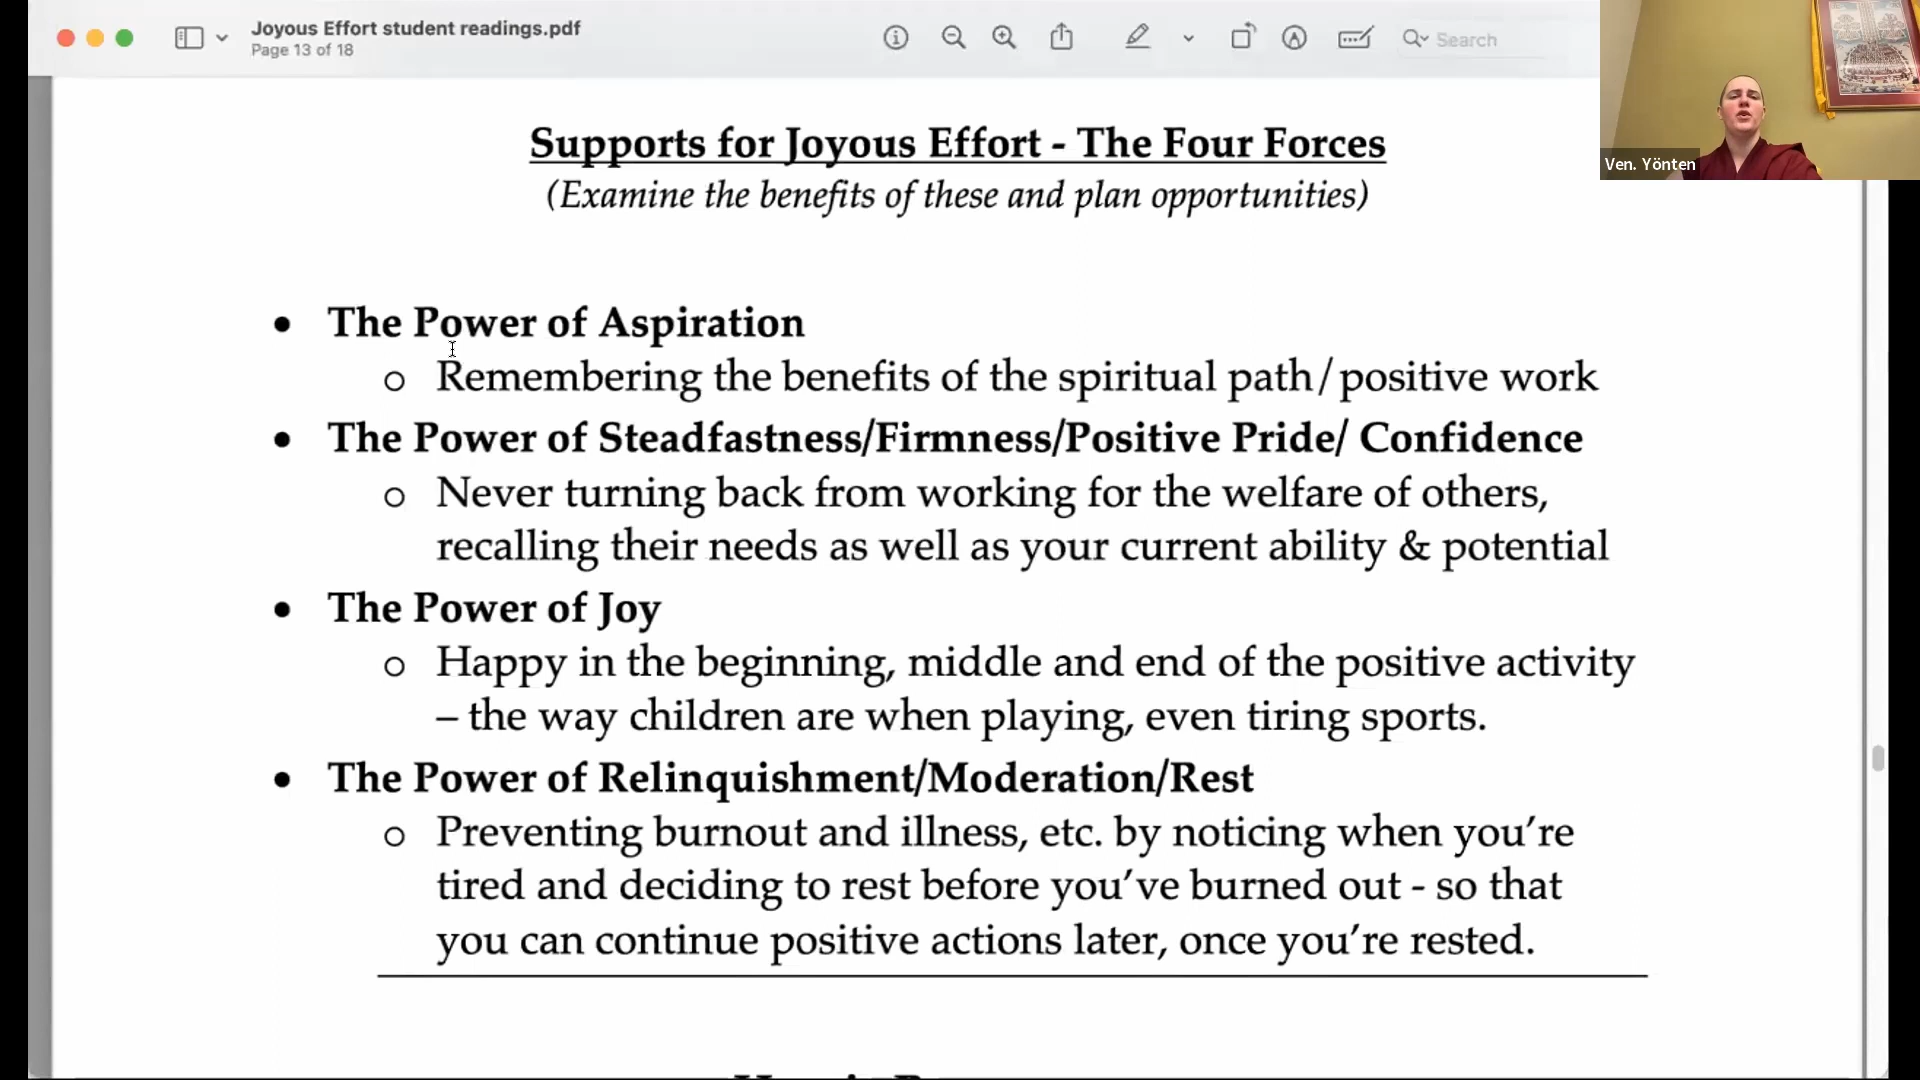 Joyous Effort student readings.pdf
Page 13 of 18
Search
Ven. Yönten
Supports for Joyous Effort - The Four Forces
(Examine the benefits of these and plan opportunities)
• The Power of Aspiration
o Remembering the benefits of the spiritual path/positive work
• The Power of Steadfastness/Firmness/Positive Pride/ Confidence
o Never turning back from working for the welfare of others,
recalling their needs as well as your current ability & potential
• The Power of Joy
o Happy in the beginning, middle and end of the positive activity
– the way children are when playing, even tiring sports.
• The Power of Relinquishment/Moderation/Rest
o Preventing burnout and illness, etc. by noticing when you’re
tired and deciding to rest before you’ve burned out - so that
you can continue positive actions later, once you’re rested.